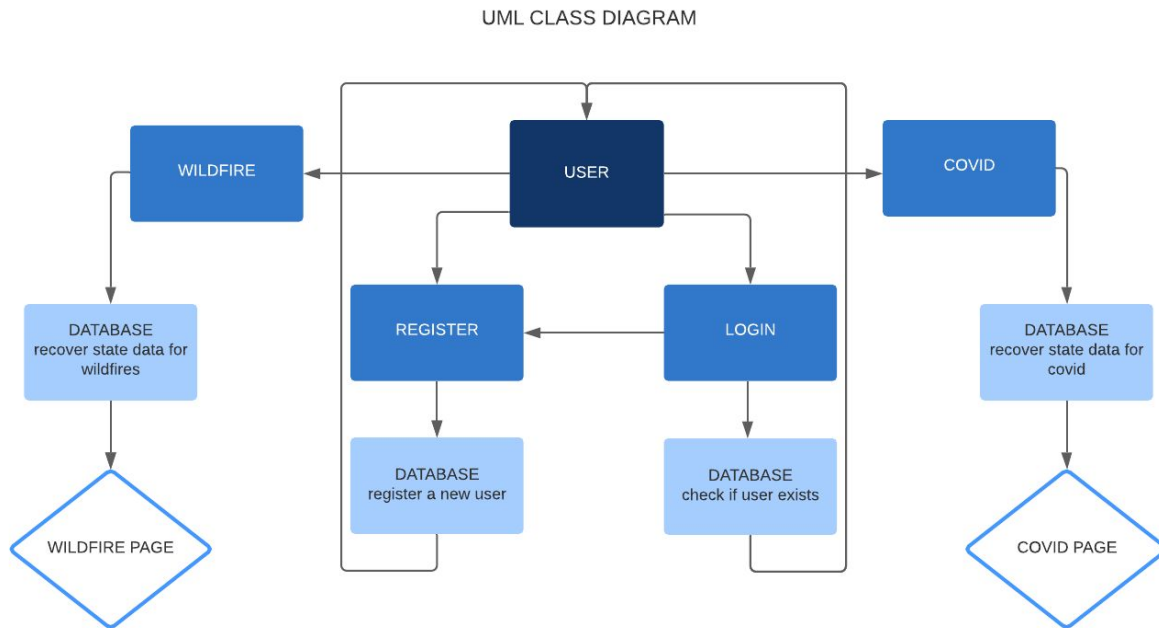 UML CLASS DIAGRAM
WILDFIRE
USER
COVID
REGISTER
LOGIN
DATABASE
recover state data for
wildfires
DATABASE
recover state data for
covid
DATABASE
register a new user
DATABASE
check if user exists
WILDFIRE PAGE
COVID PAGE